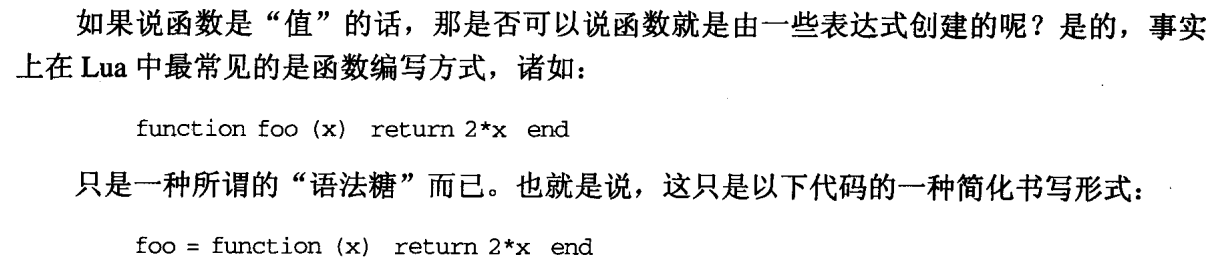 如果说函数是“值”的话，那是否可以说函数就是由一些表达式创建的呢？是的，事实
上在 Lua 中最常见的是函数编写方式，诸如：
function foo (x) return 2*x end
只是一种所谓的“语法糖”而已。也就是说，这只是以下代码的一种简化书写形式：
foo = function (x) return 2*x end